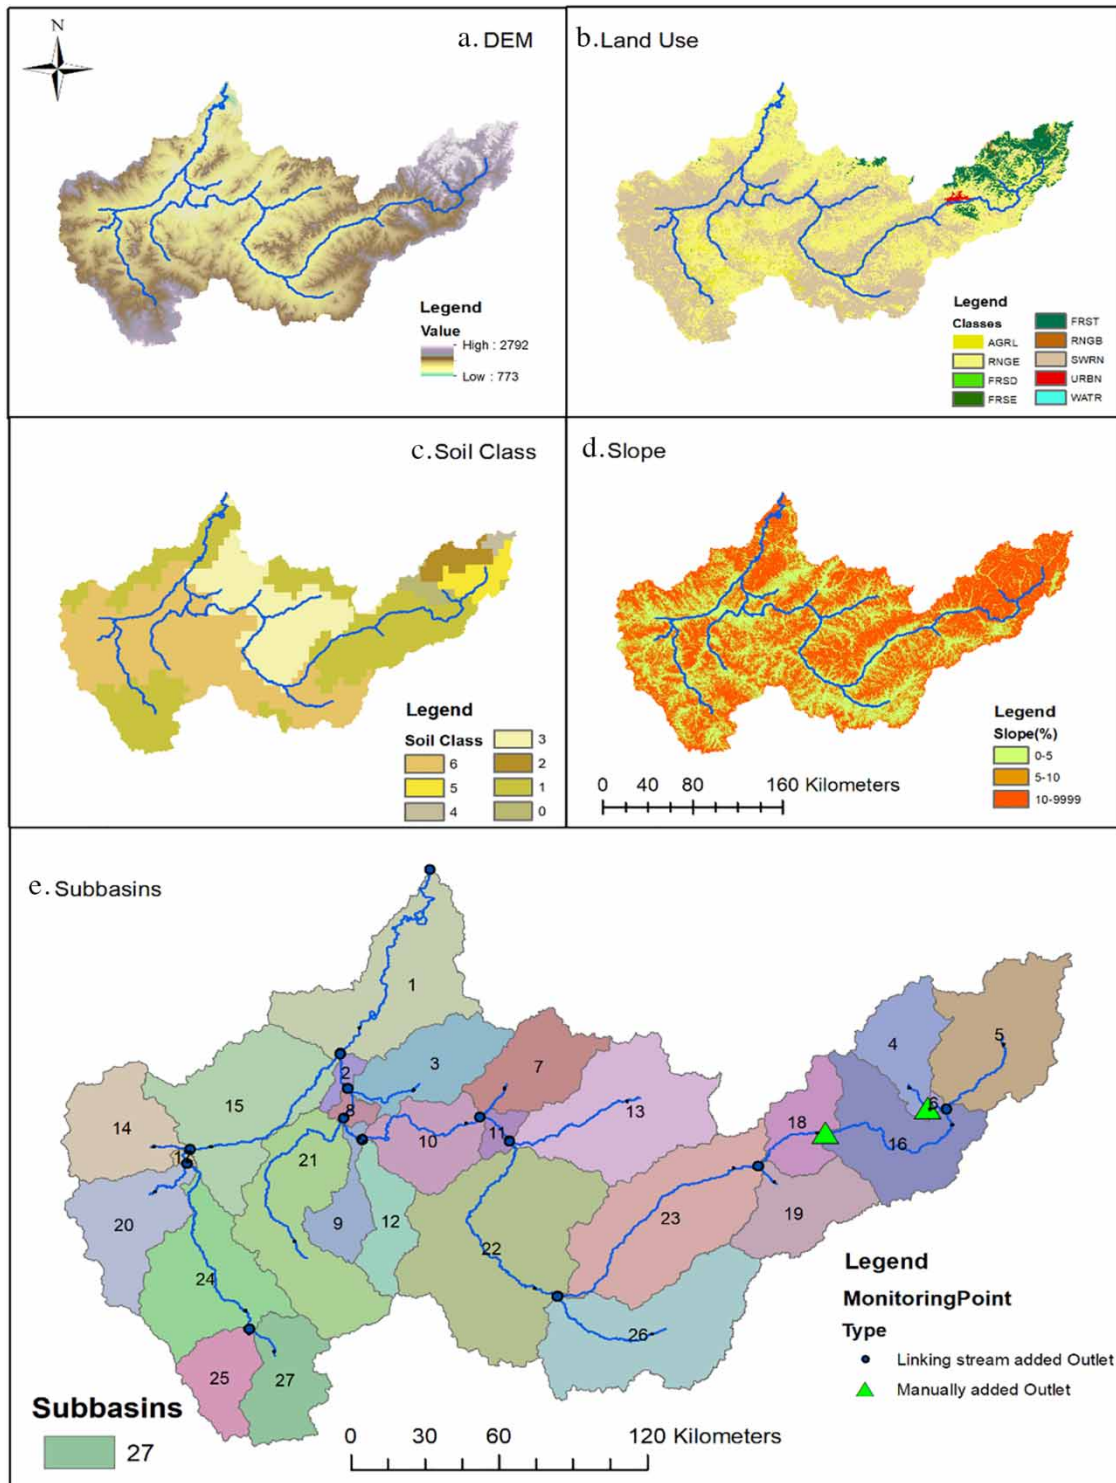 N
a. DEM
Legend
Value
High : 2792
Low : 773
b. Land Use
Legend
Classes
AGRL
RNGE
FRSD
FRSE
FRST
RNGB
SWRN
URBN
WATR
c. Soil Class
Legend
Soil Class
6
5
4
3
2
1
0
d. Slope
Legend
Slope(%)
0-5
5-10
10-9999
0 40 80 160 Kilometers
e. Subbasins
1
2
3
4
5
6
7
8
9
10
11
12
13
14
15
16
18
19
20
21
22
23
24
25
26
27
Legend
MonitoringPoint
Type
Linking stream added Outlet
Manually added Outlet
Subbasins
27
0 30 60 120 Kilometers